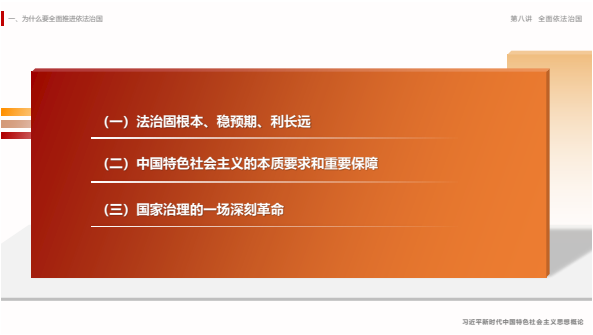 一、为什么要全面推进依法治国
第八讲 全面依法治国
（一）法治固根本、稳预期、利长远
（二）中国特色社会主义的本质要求和重要保障
（三）国家治理的一场深刻革命
习近平新时代中国特色社会主义思想概论